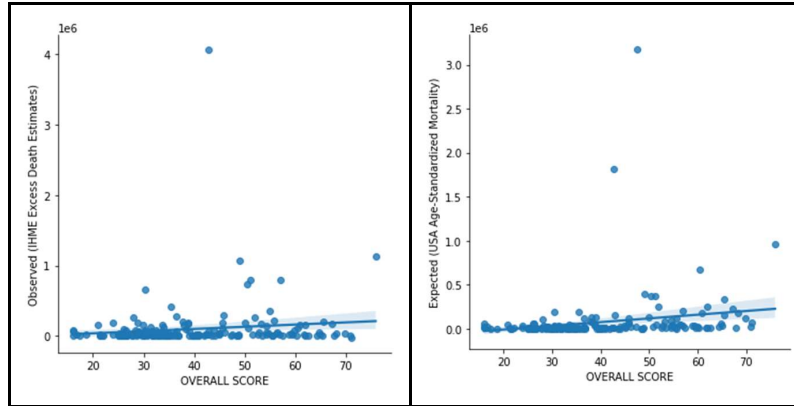 1e6
4
3
2
1
0
Observed (IHME Excess Death Estimates)
20 30 40 50 60 70
OVERALL SCORE
1e6
3.0
2.5
2.0
1.5
1.0
0.5
0.0
Expected (USA Age-Standardized Mortality)
20 30 40 50 60 70
OVERALL SCORE